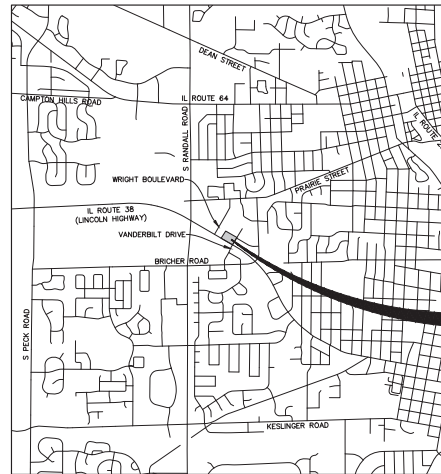 DEAN STREET
CAMPTON HILLS ROAD
IL ROUTE 64
S RANDALL ROAD
IL ROUTE 2
WRIGHT BOULEVARD
PRAIRIE STREET
IL ROUTE 38
(LINCOLN HIGHWAY)
VANDERBILT DRIVE
BRICHER ROAD
S PECK ROAD
KESLINGER ROAD